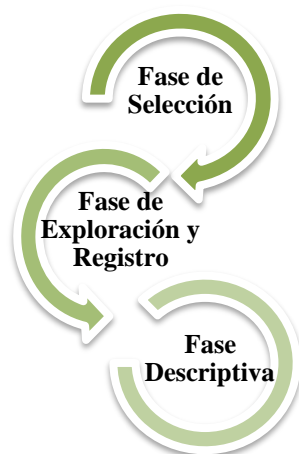 Fase de
Selección
Fase de
Exploración y
Registro
Fase
Descriptiva